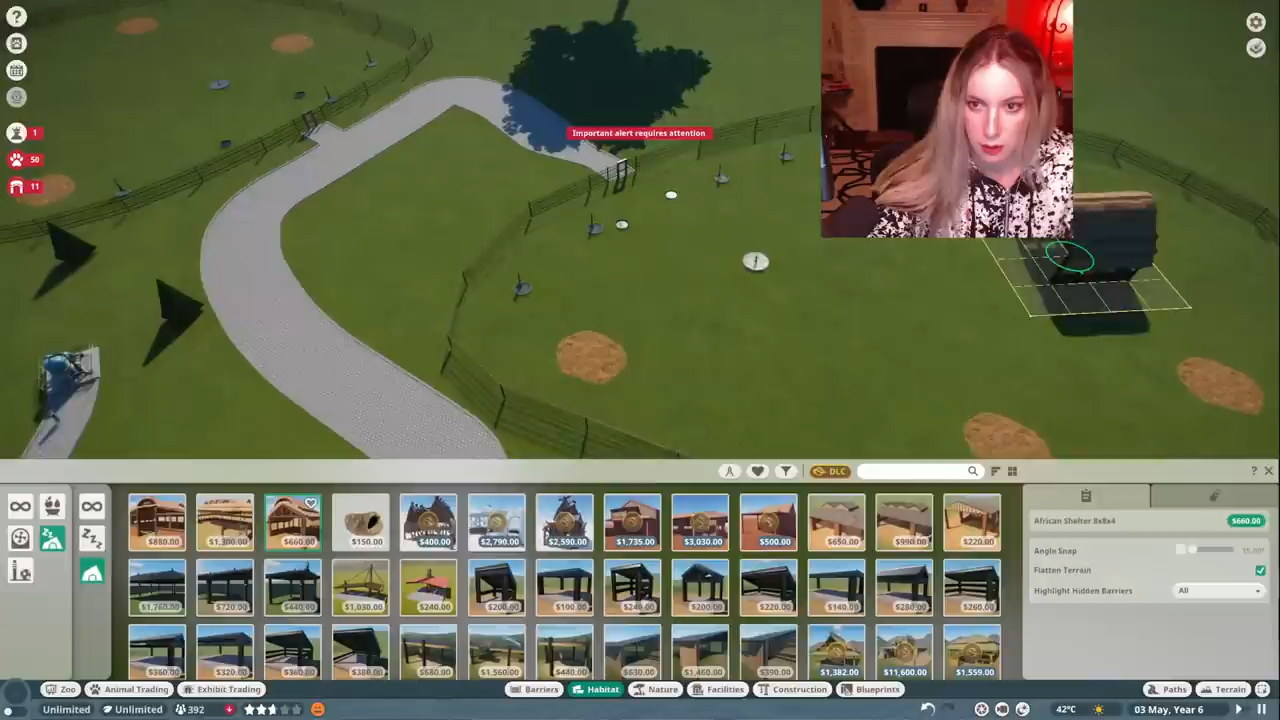 Important alert requires attention
1
50
11
DLC
$880.00 $1,300.00 $660.00 $150.00 $400.00 $2,790.00 $2,590.00 $1,735.00 $3,030.00 $500.00 $650.00 $990.00 $220.00
$1,760.00 $720.00 $440.00 $1,030.00 $240.00 $200.00 $100.00 $240.00 $200.00 $220.00 $140.00 $280.00 $260.00
$360.00 $320.00 $360.00 $380.00 $680.00 $1,560.00 $440.00 $630.00 $1,460.00 $390.00 $1,382.00 $11,600.00 $1,559.00
African Shelter 8x8x4 $660.00
Angle Snap 15.00°
Flatten Terrain
Highlight Hidden Barriers All
Zoo Animal Trading Exhibit Trading Barriers Habitat Nature Facilities Construction Blueprints Paths Terrain
Unlimited Unlimited 392 42°C 03 May, Year 6